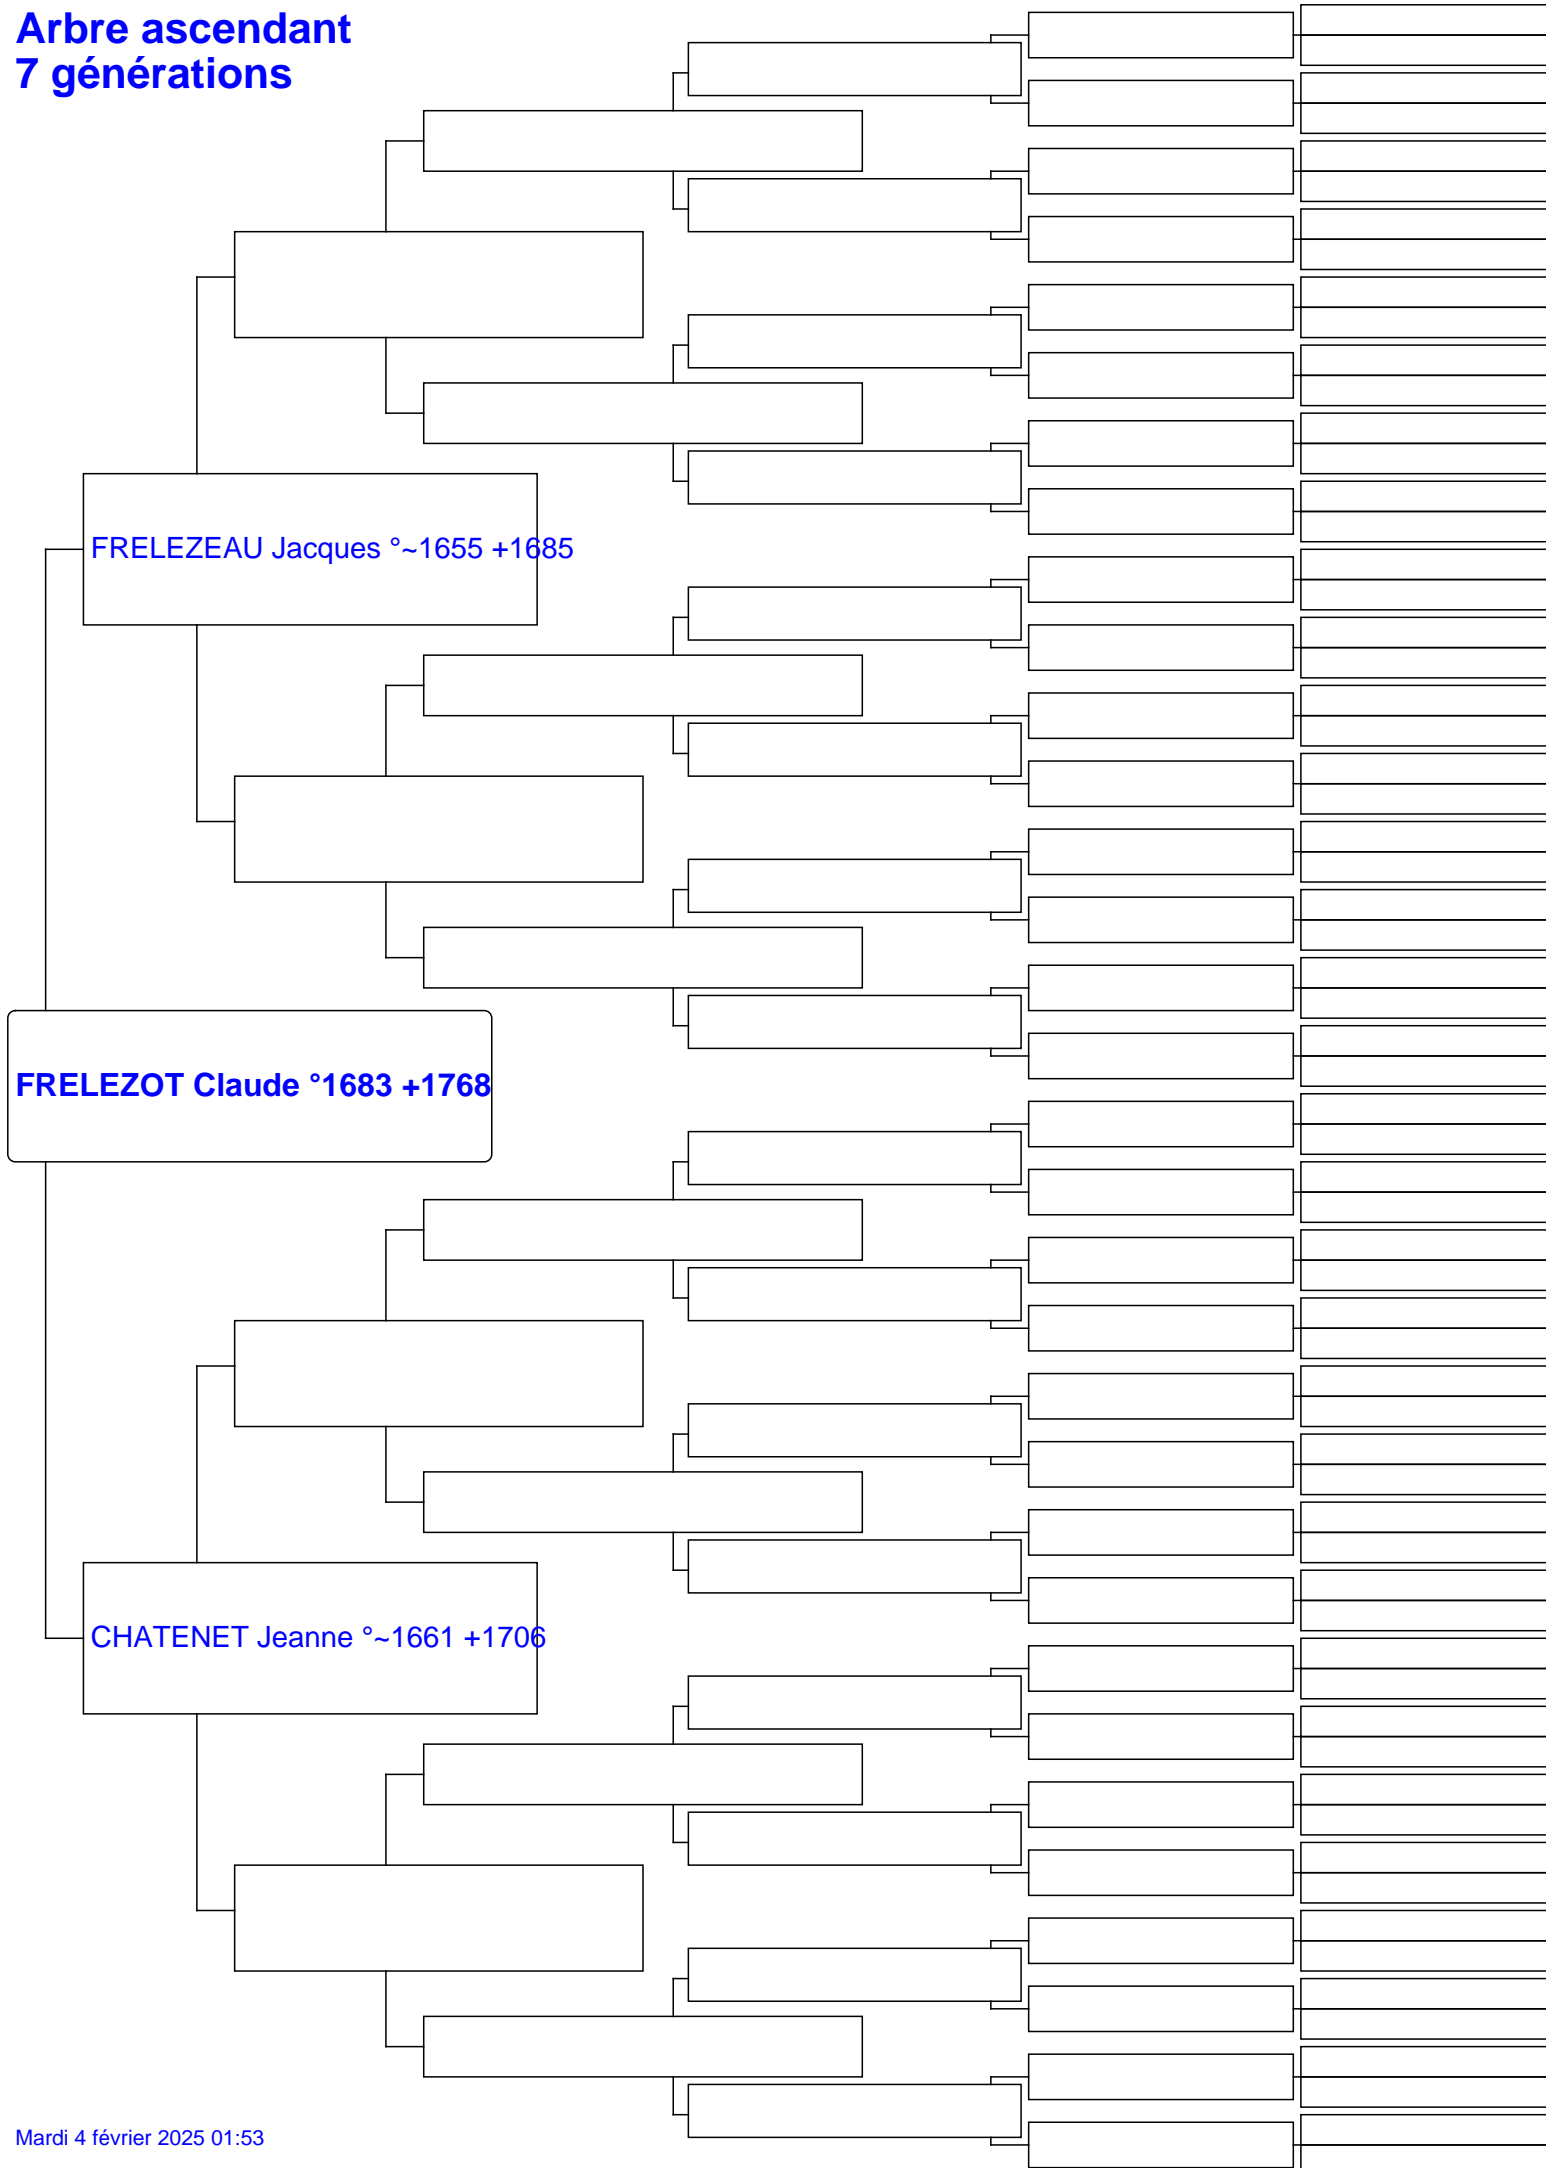 Arbre ascendant
7 générations
FRELEZEAU Jacques °~1655 +1685
FRELEZOT Claude °1683 +1768
CHATENET Jeanne °~1661 +1706
Mardi 4 février 2025 01:53